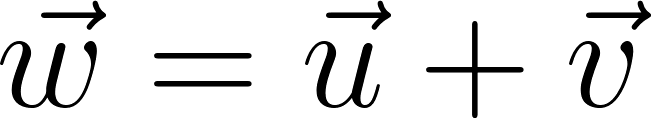 w⃗ = u⃗ + v⃗